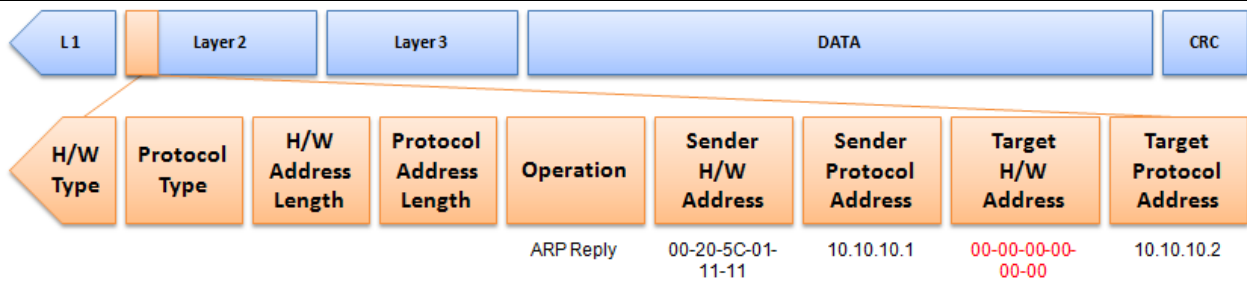 L 1
Layer 2
Layer 3
DATA
CRC
H/W
Type
Protocol
Type
H/W
Address
Length
Protocol
Address
Length
Operation
Sender
H/W
Address
Sender
Protocol
Address
Target
H/W
Address
Target
Protocol
Address
ARP Reply
00-20-5C-01-
11-11
10.10.10.1
00-00-00-00-
00-00
10.10.10.2